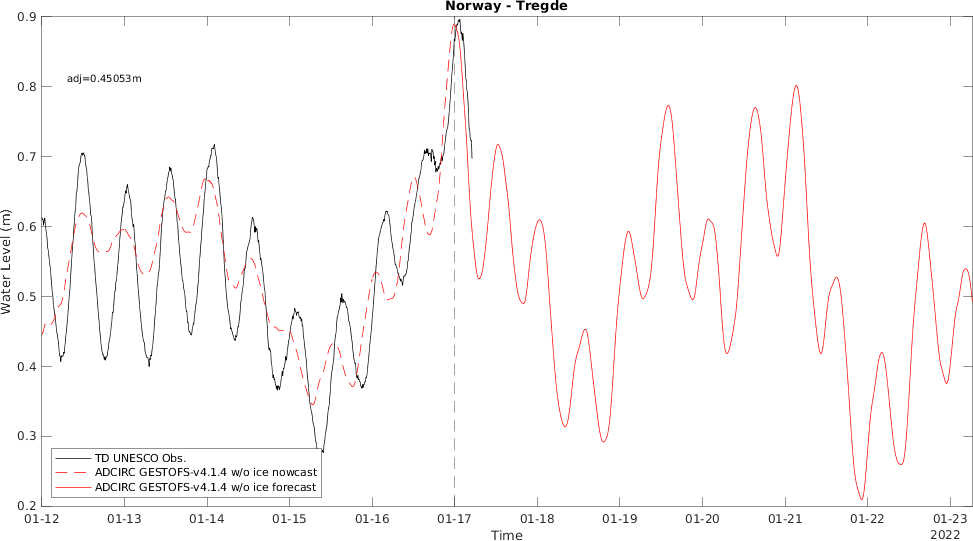 Norway - Tregde
adj=0.45053m
Water Level (m)
0.9
0.8
0.7
0.6
0.5
0.4
0.3
0.2
TD UNESCO Obs.
ADCIRC GESTOFS-v4.1.4 w/o ice nowcast
ADCIRC GESTOFS-v4.1.4 w/o ice forecast
01-12 01-13 01-14 01-15 01-16 01-17 01-18 01-19 01-20 01-21 01-22 01-23
Time
2022